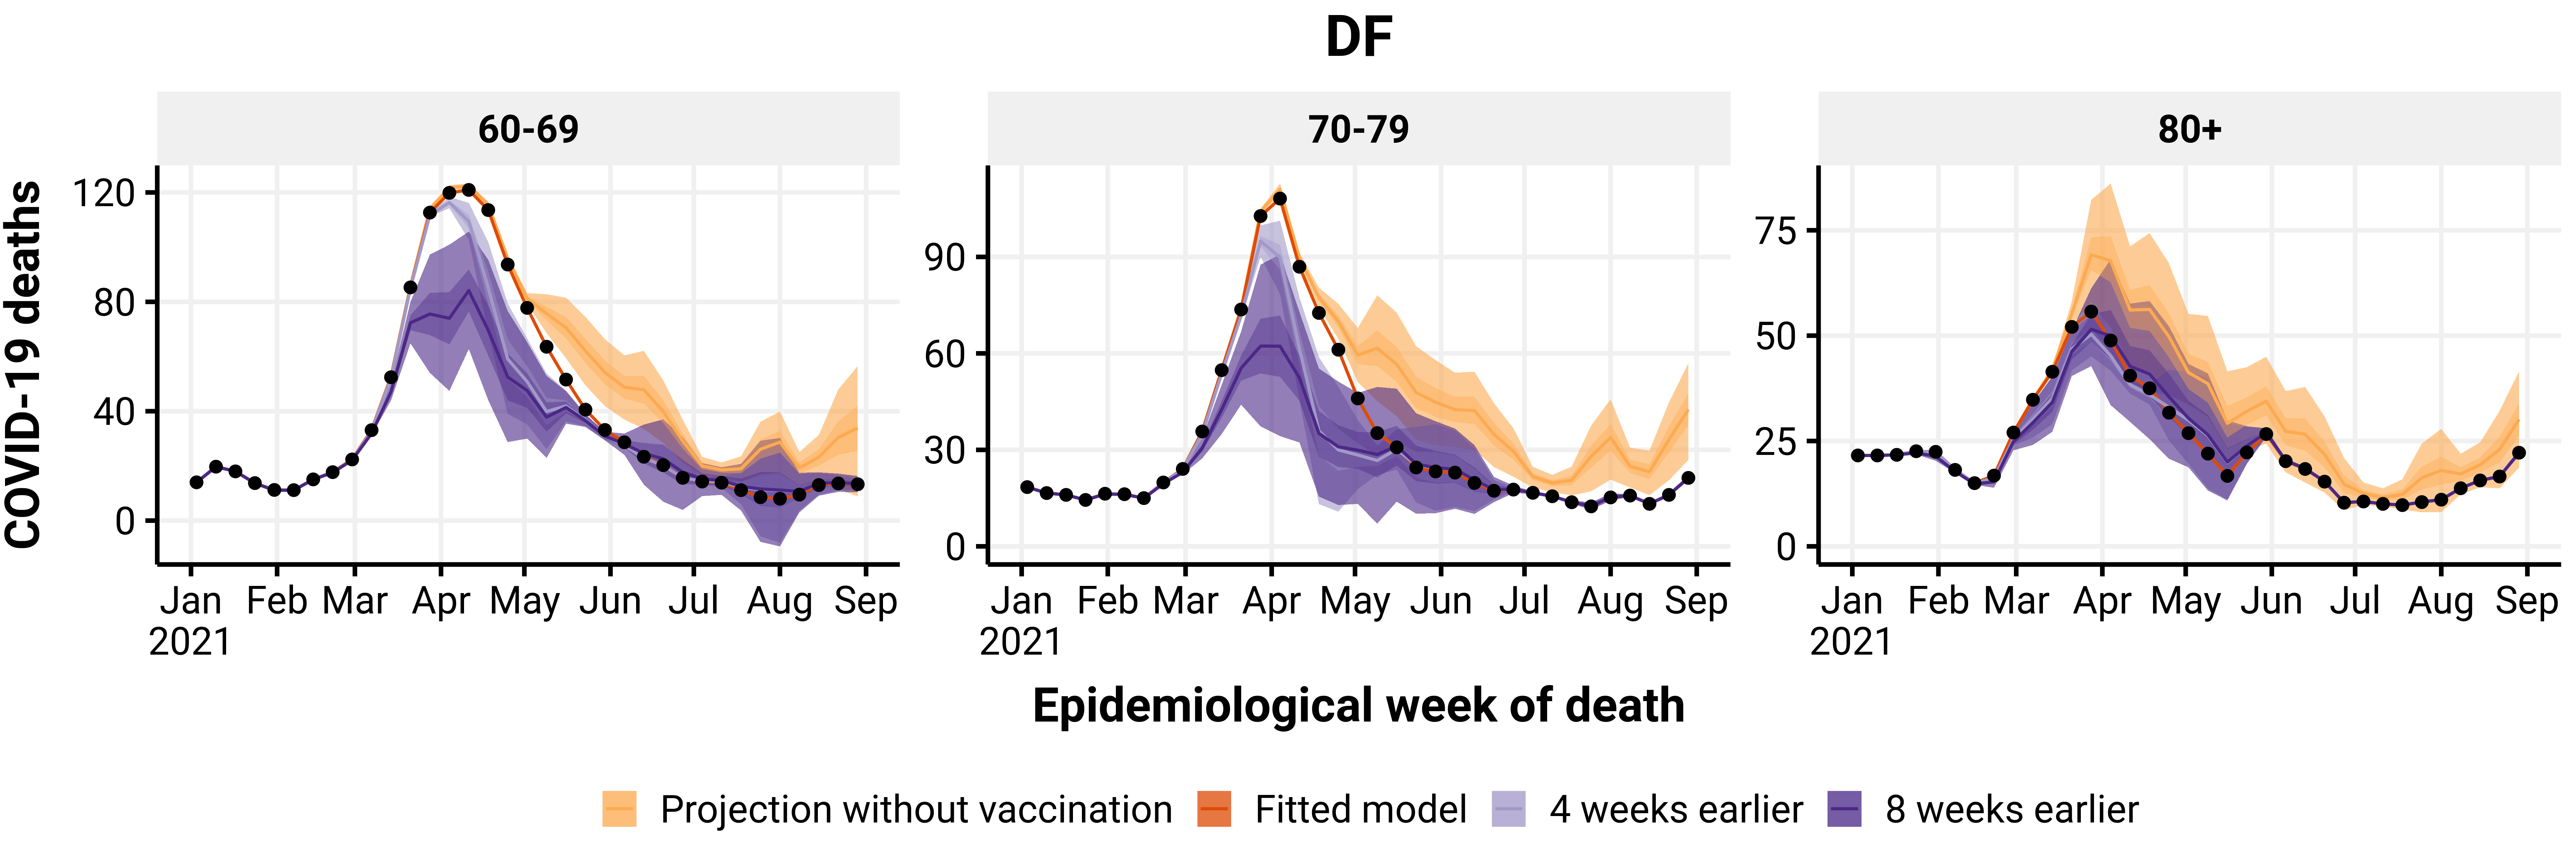 DF
60-69
70-79
80+
COVID-19 deaths
120
80
40
0
90
60
30
0
75
50
25
0
Jan Feb Mar Apr May Jun Jul Aug Sep
2021
Jan Feb Mar Apr May Jun Jul Aug Sep
2021
Jan Feb Mar Apr May Jun Jul Aug Sep
2021
Epidemiological week of death
Projection without vaccination Fitted model 4 weeks earlier 8 weeks earlier